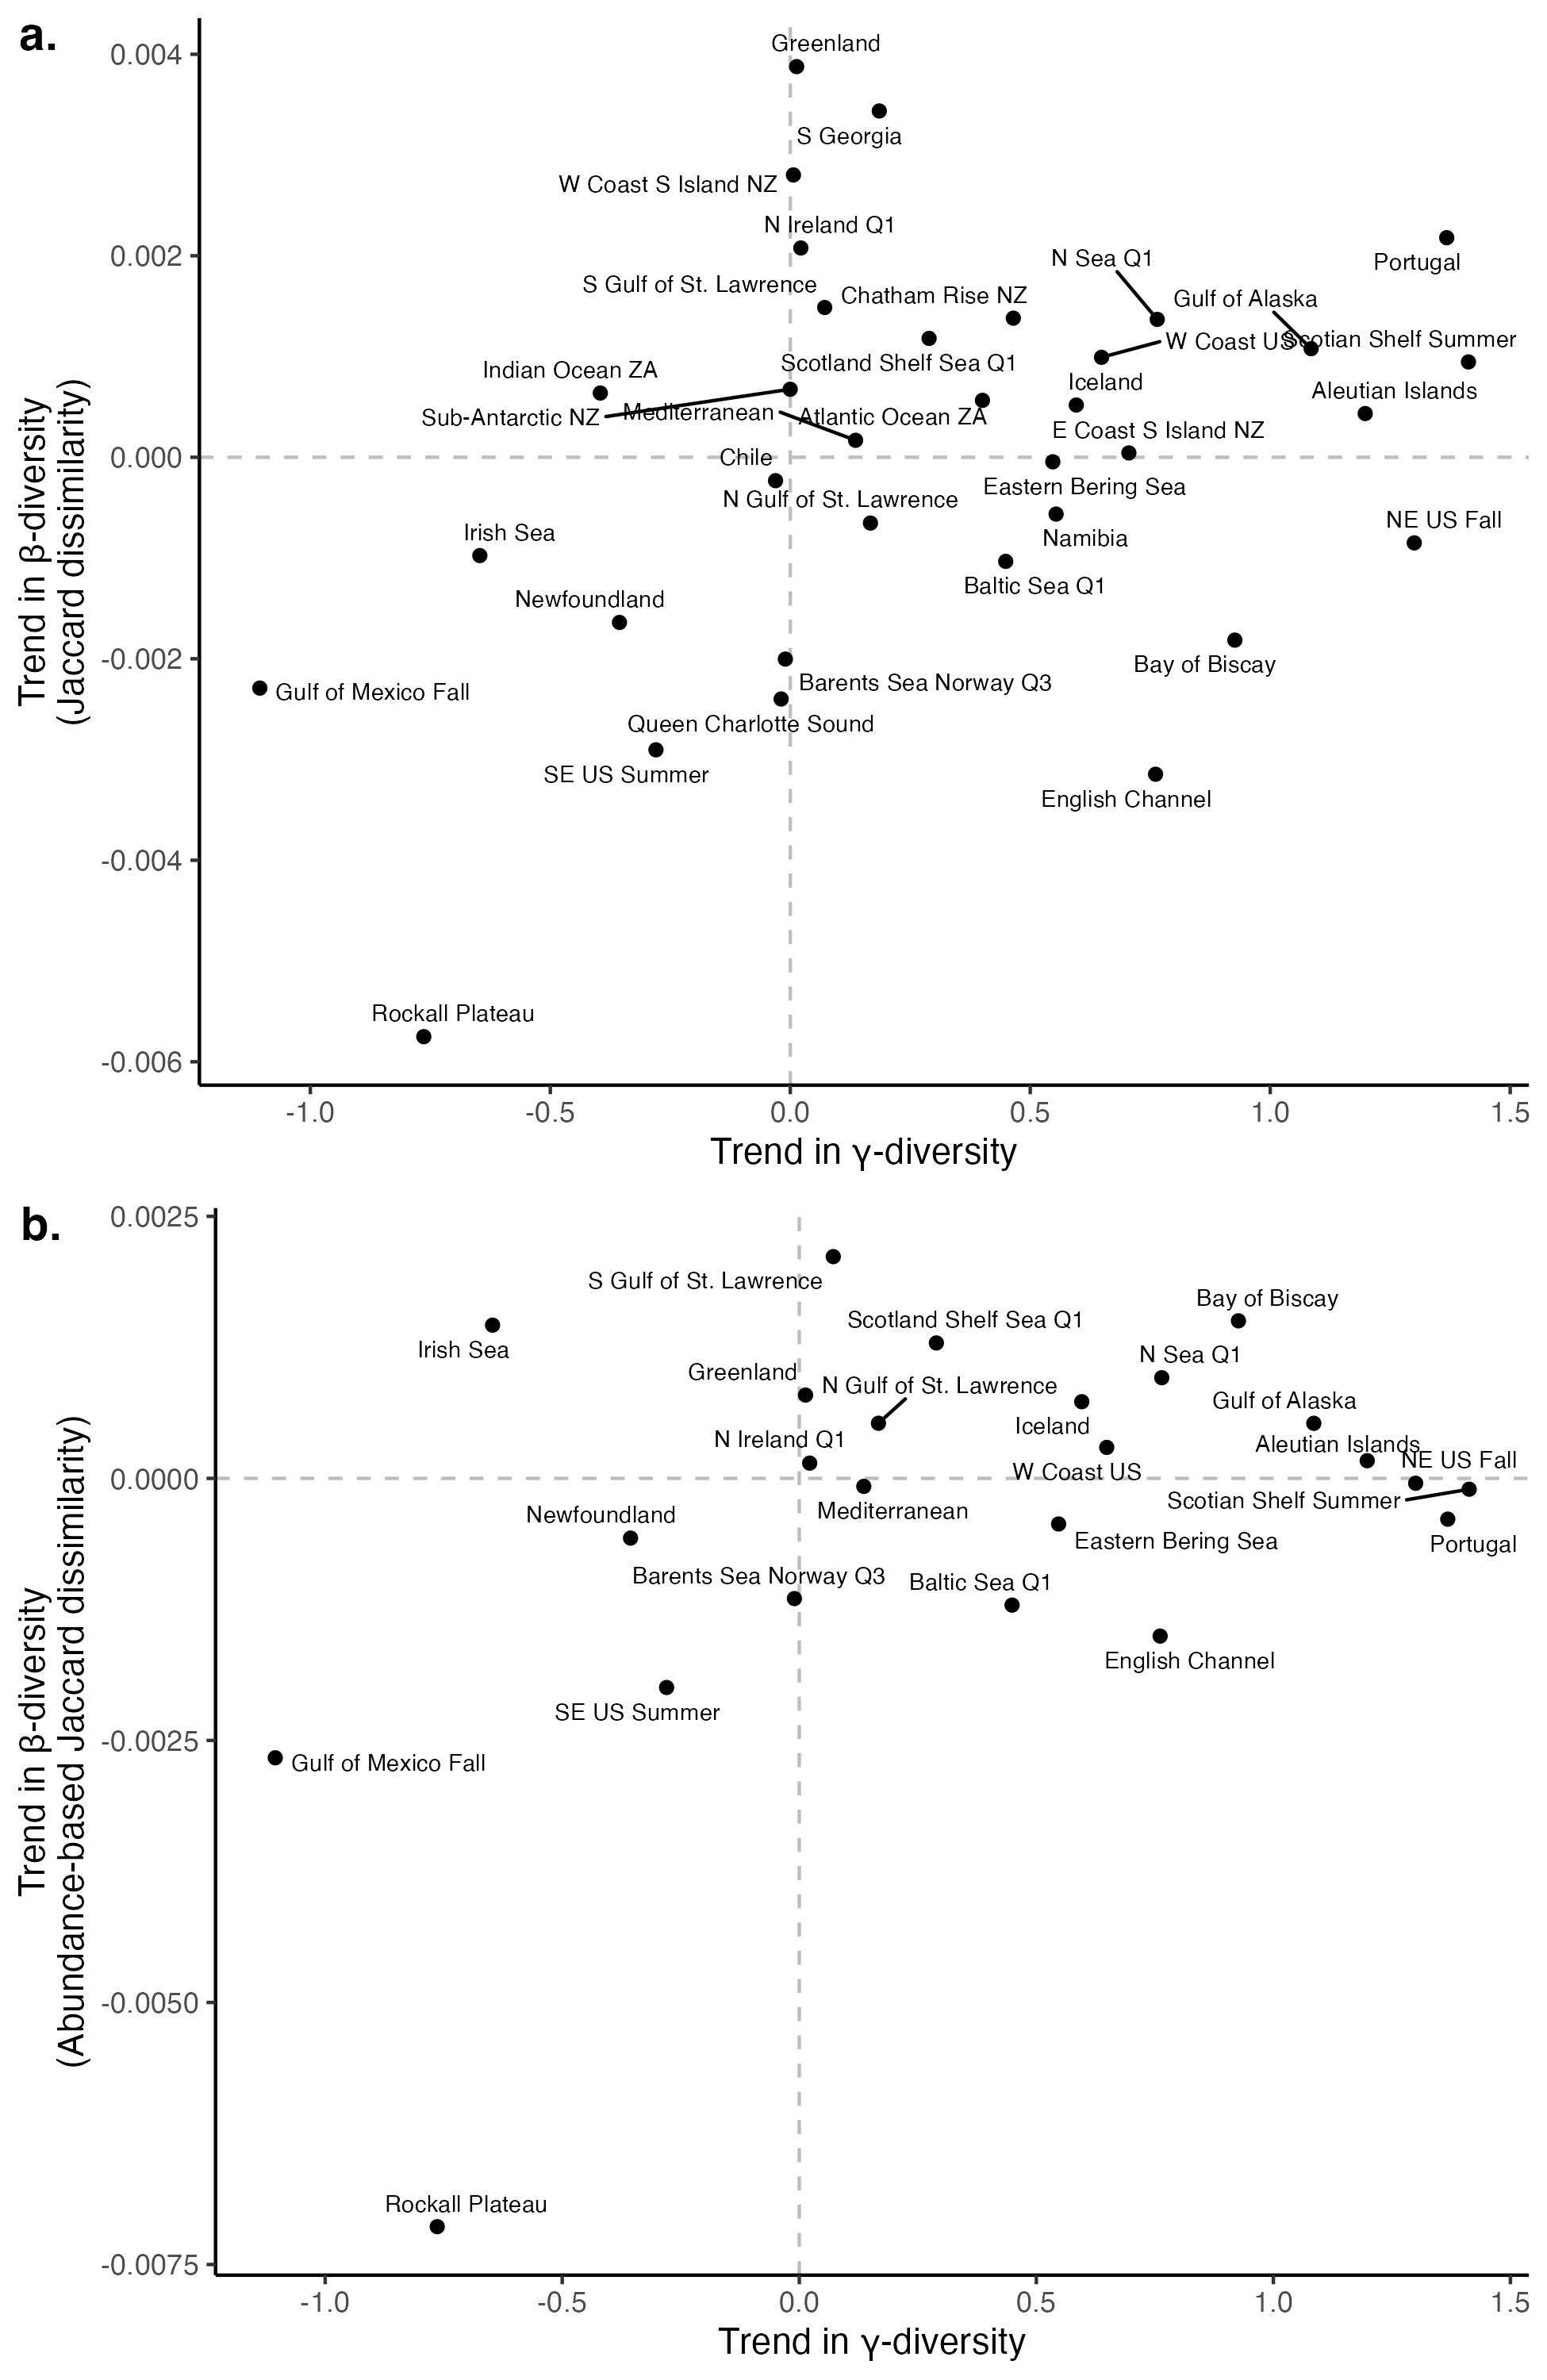 a.
0.004
0.002
0.000
-0.002
-0.004
-0.006
Trend in β-diversity
(Jaccard dissimilarity)
Greenland
S Georgia
W Coast S Island NZ
N Ireland Q1
Portugal
N Sea Q1
S Gulf of St. Lawrence
Chatham Rise NZ
Gulf of Alaska
W Coast US
Scotian Shelf Summer
Scotland Shelf Sea Q1
Indian Ocean ZA
Iceland
Aleutian Islands
Sub-Antarctic NZ
Mediterranean
Atlantic Ocean ZA
E Coast S Island NZ
Chile
Eastern Bering Sea
N Gulf of St. Lawrence
NE US Fall
Irish Sea
Namibia
Baltic Sea Q1
Newfoundland
Bay of Biscay
Barents Sea Norway Q3
Gulf of Mexico Fall
Queen Charlotte Sound
SE US Summer
English Channel
Rockall Plateau
-1.0
-0.5
0.0
0.5
1.0
1.5
Trend in γ-diversity
b.
0.0025
0.0000
-0.0025
-0.0050
-0.0075
Trend in β-diversity
(Abundance-based Jaccard dissimilarity)
S Gulf of St. Lawrence
Bay of Biscay
Scotland Shelf Sea Q1
Irish Sea
N Sea Q1
Greenland
N Gulf of St. Lawrence
Gulf of Alaska
Iceland
N Ireland Q1
Aleutian Islands
NE US Fall
W Coast US
Scotian Shelf Summer
Mediterranean
Newfoundland
Eastern Bering Sea
Portugal
Barents Sea Norway Q3
Baltic Sea Q1
English Channel
SE US Summer
Gulf of Mexico Fall
Rockall Plateau
-1.0
-0.5
0.0
0.5
1.0
1.5
Trend in γ-diversity